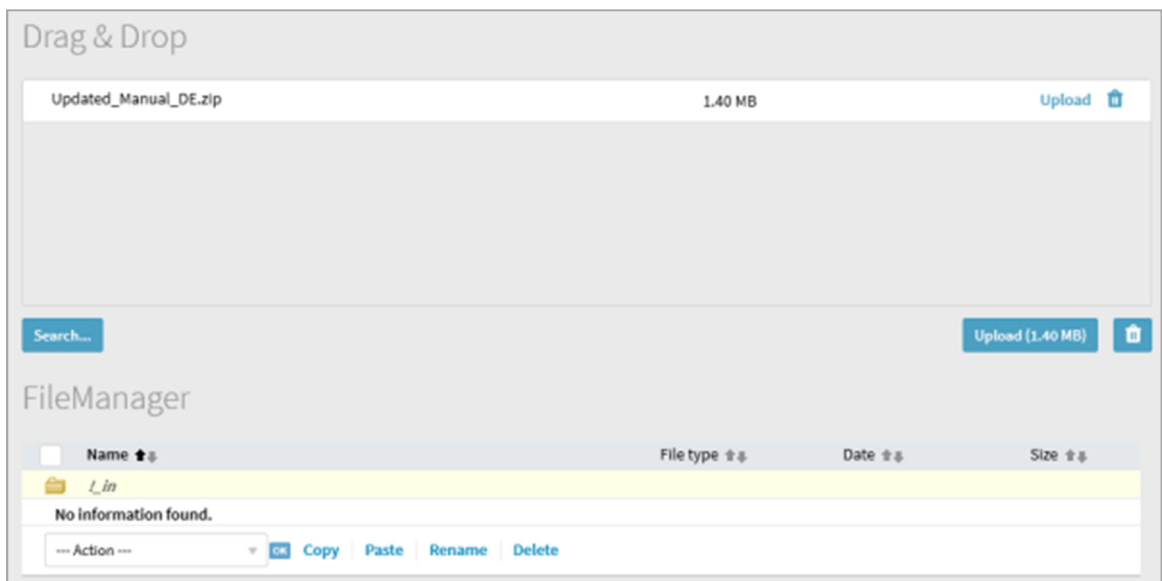 Drag & Drop
Updated_Manual_DE.zip 1.40 MB Upload
Search... Upload (1.40 MB)
FileManager
Name File type Date Size
!_in
No information found.
--- Action --- OK Copy Paste Rename Delete